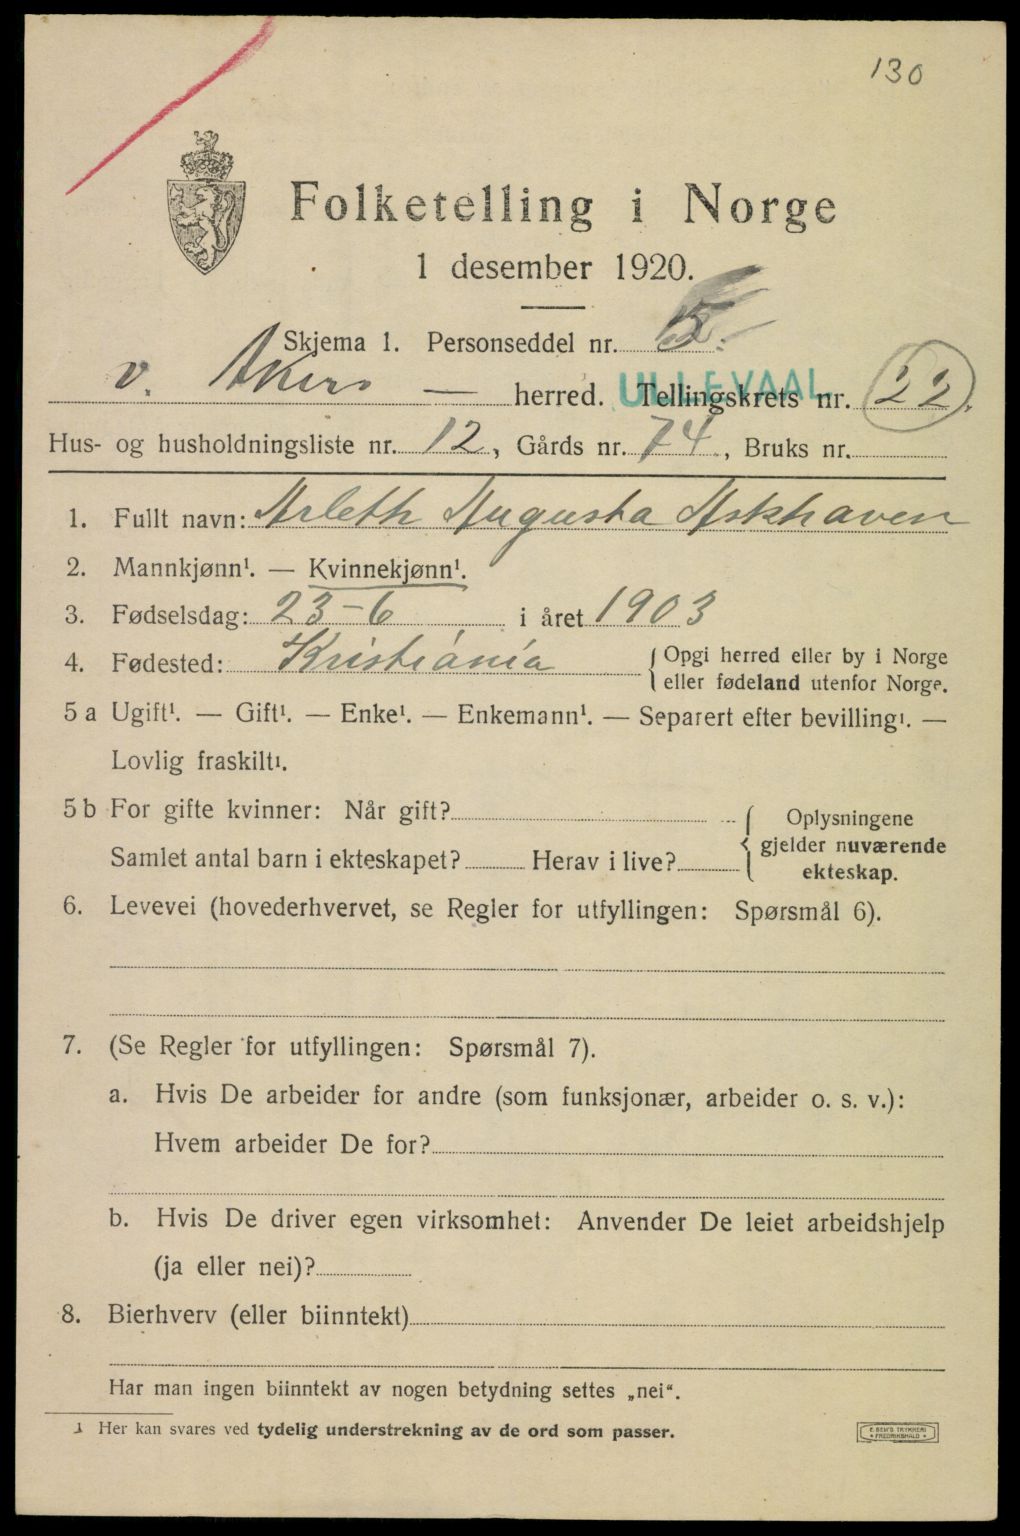 130
Folketelling i Norge
1 desember 1920.
Skjema 1. Personseddel nr. 5
v. Akers — herred. ULLEVAAL Tellingskrets nr. 22.
Hus- og husholdningsliste nr. 12, Gårds nr. 74, Bruks nr.
1. Fullt navn: Arleth Augusta Askhaven
2. Mannkjønn¹. — Kvinnekjønn¹.
3. Fødselsdag: 23-6 i året 1903
4. Fødested: Kristiania { Opgi herred eller by i Norge
eller fødeland utenfor Norge.
5 a Ugift¹. — Gift¹. — Enke¹. — Enkemann¹. — Separert efter bevilling¹. —
Lovlig fraskilt¹.
5 b For gifte kvinner: Når gift?
Samlet antal barn i ekteskapet? Herav i live?
{ Oplysningene
gjelder nuværende
ekteskap.
6. Levevei (hovederhvervet, se Regler for utfyllingen: Spørsmål 6).
7. (Se Regler for utfyllingen: Spørsmål 7).
a. Hvis De arbeider for andre (som funksjonær, arbeider o. s. v.):
Hvem arbeider De for?
b. Hvis De driver egen virksomhet: Anvender De leiet arbeidshjelp
(ja eller nei)?
8. Bierhverv (eller biinntekt)
Har man ingen biinntekt av nogen betydning settes „nei“.
1 Her kan svares ved tydelig understrekning av de ord som passer.
E. SEM'S TRYKKERI
FREDRIKSHALD